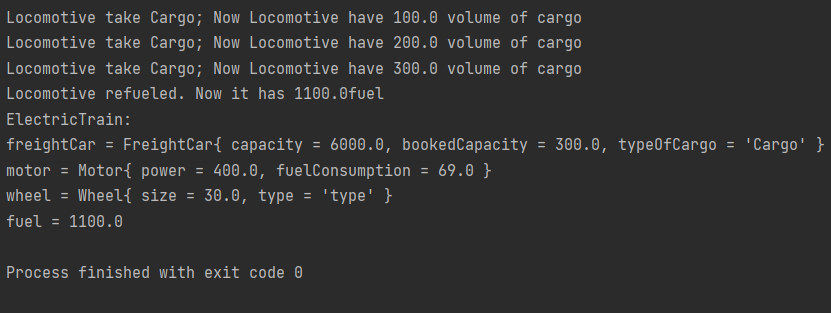 Locomotive take Cargo; Now Locomotive have 100.0 volume of cargo
Locomotive take Cargo; Now Locomotive have 200.0 volume of cargo
Locomotive take Cargo; Now Locomotive have 300.0 volume of cargo
Locomotive refueled. Now it has 1100.0fuel
ElectricTrain:
freightCar = FreightCar{ capacity = 6000.0, bookedCapacity = 300.0, typeOfCargo = 'Cargo' }
motor = Motor{ power = 400.0, fuelConsumption = 69.0 }
wheel = Wheel{ size = 30.0, type = 'type' }
fuel = 1100.0
Process finished with exit code 0